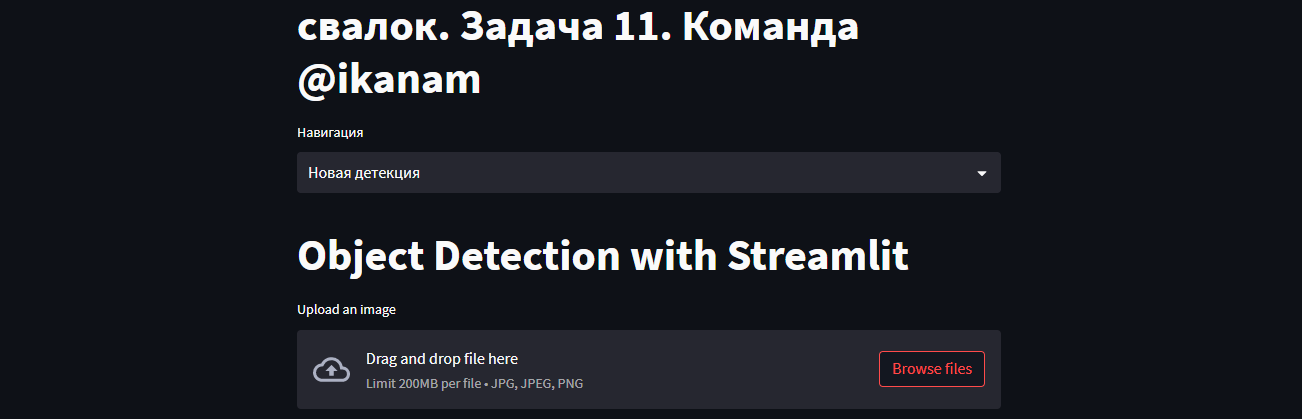 свалок. Задача 11. Команда
@ikanam
Навигация
Новая детекция
Object Detection with Streamlit
Upload an image
Drag and drop file here
Limit 200MB per file • JPG, JPEG, PNG
Browse files